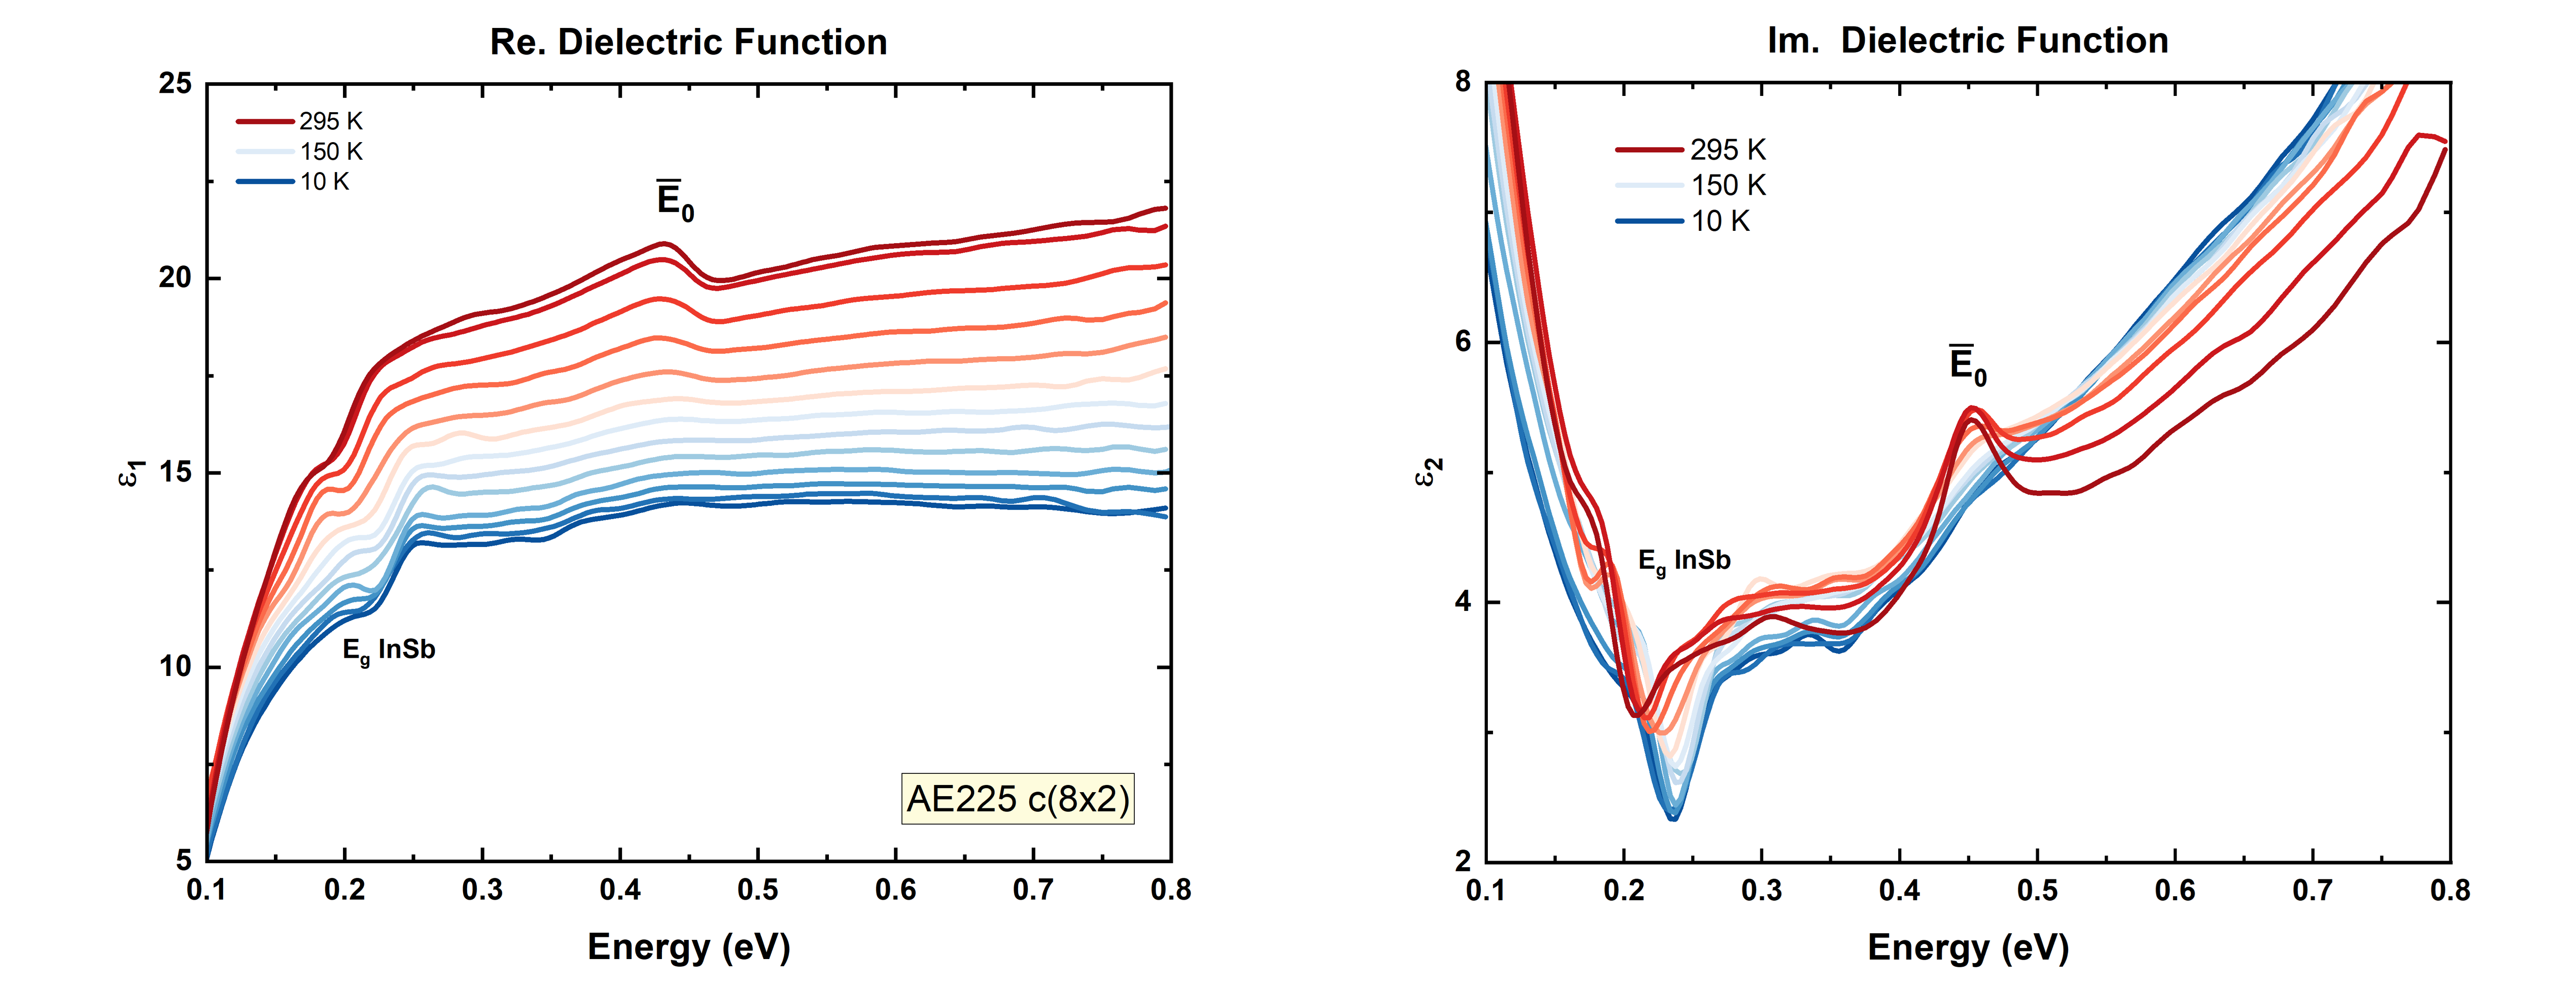 Re. Dielectric Function
25
20
15
10
5
ε1
295 K
150 K
10 K
E̅0
Eg InSb
AE225 c(8x2)
0.1 0.2 0.3 0.4 0.5 0.6 0.7 0.8
Energy (eV)
Im. Dielectric Function
8
6
4
2
ε2
295 K
150 K
10 K
E̅0
Eg InSb
0.1 0.2 0.3 0.4 0.5 0.6 0.7 0.8
Energy (eV)